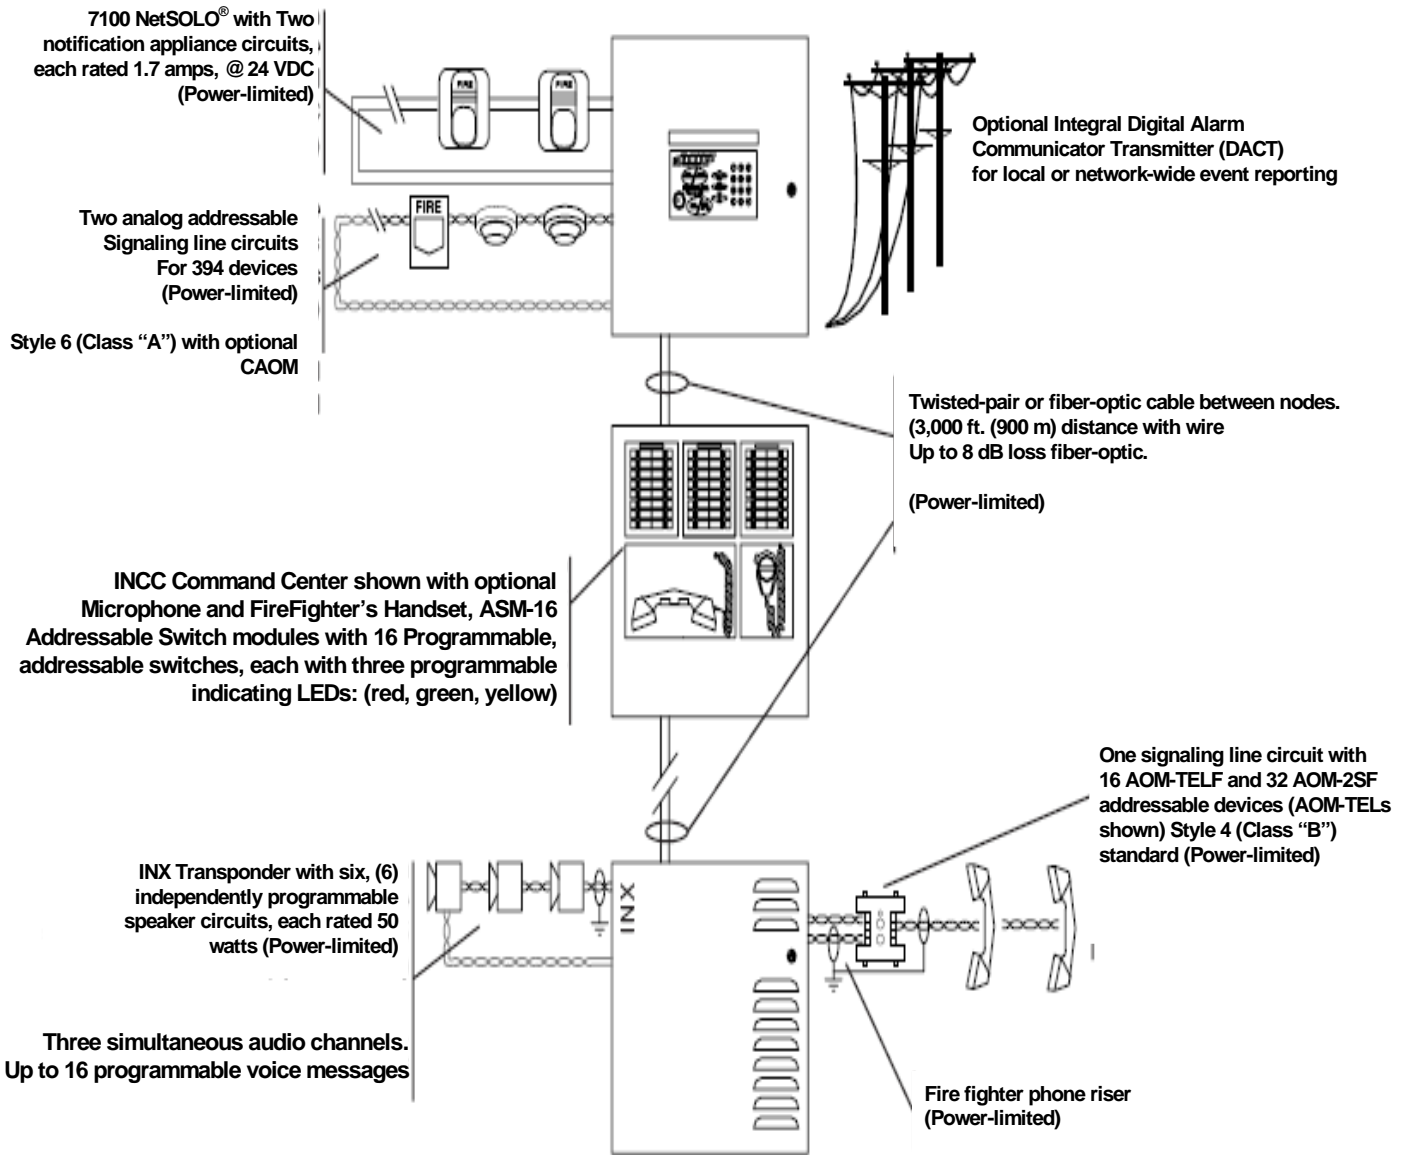 7100 NetSOLO® with Two
notification appliance circuits,
each rated 1.7 amps, @ 24 VDC
(Power-limited)
FIRE
FIRE
Optional Integral Digital Alarm
Communicator Transmitter (DACT)
for local or network-wide event reporting
Two analog addressable
Signaling line circuits
For 394 devices
(Power-limited)
FIRE
Style 6 (Class “A”) with optional
CAOM
Twisted-pair or fiber-optic cable between nodes.
(3,000 ft. (900 m) distance with wire
Up to 8 dB loss fiber-optic.
(Power-limited)
INCC Command Center shown with optional
Microphone and FireFighter’s Handset, ASM-16
Addressable Switch modules with 16 Programmable,
addressable switches, each with three programmable
indicating LEDs: (red, green, yellow)
One signaling line circuit with
16 AOM-TELF and 32 AOM-2SF
addressable devices (AOM-TELs
shown) Style 4 (Class “B”)
standard (Power-limited)
INX Transponder with six, (6)
independently programmable
speaker circuits, each rated 50
watts (Power-limited)
INX
Three simultaneous audio channels.
Up to 16 programmable voice messages
Fire fighter phone riser
(Power-limited)